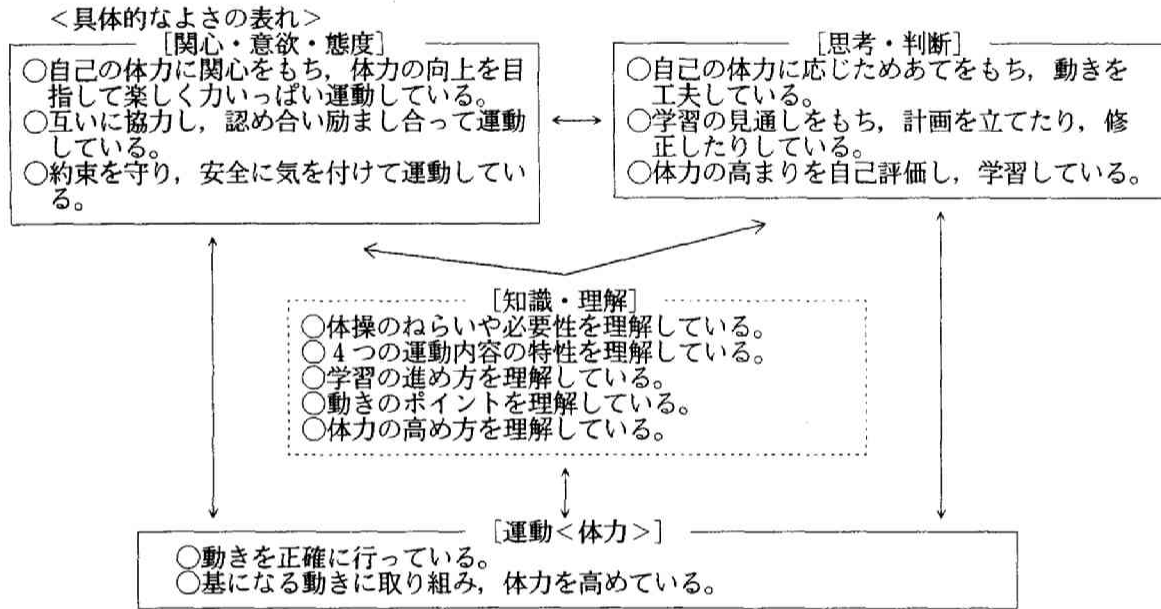 <具体的なよさの表れ>
[関心・意欲・態度]
○自己の体力に関心をもち，体力の向上を目
指して楽しく力いっぱい運動している。
○互いに協力し，認め合い励まし合って運動
している。
○約束を守り，安全に気を付けて運動してい
る。
[思考・判断]
○自己の体力に応じためあてをもち，動きを
工夫している。
○学習の見通しをもち，計画を立てたり，修
正したりしている。
○体力の高まりを自己評価し，学習している。
[知識・理解]
○体操のねらいや必要性を理解している。
○４つの運動内容の特性を理解している。
○学習の進め方を理解している。
○動きのポイントを理解している。
○体力の高め方を理解している。
[運動<体力>]
○動きを正確に行っている。
○基になる動きに取り組み，体力を高めている。